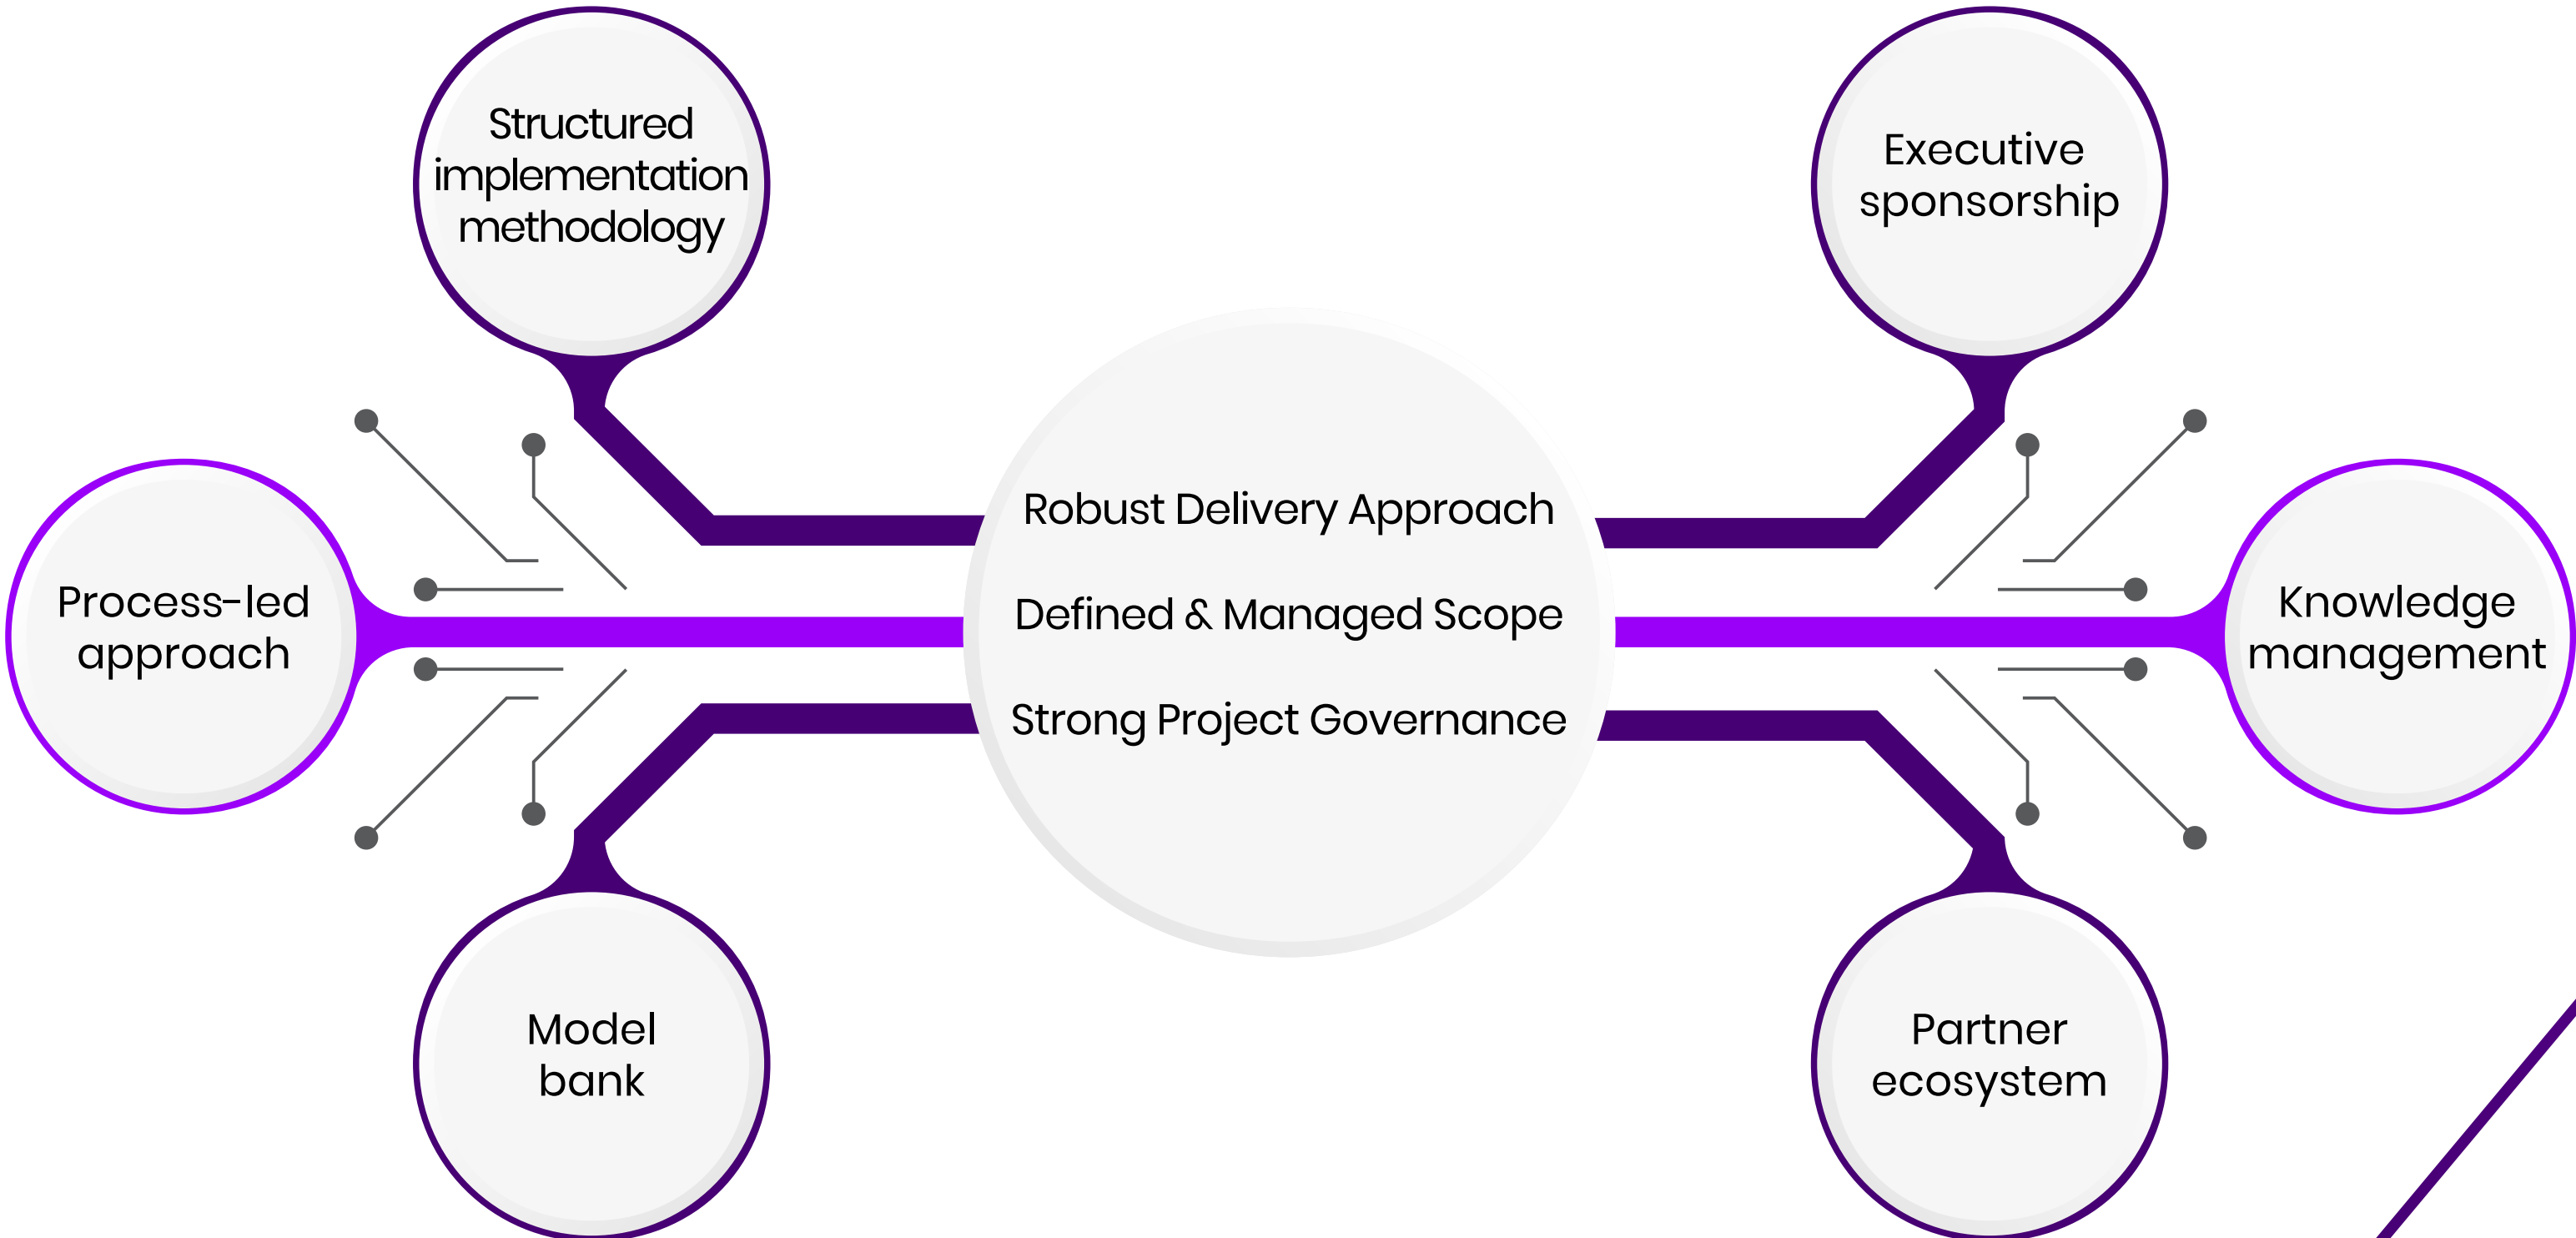 Structured
implementation
methodology
Executive
sponsorship
Process-led
approach
Robust Delivery Approach
Defined & Managed Scope
Strong Project Governance
Knowledge
management
Model
bank
Partner
ecosystem